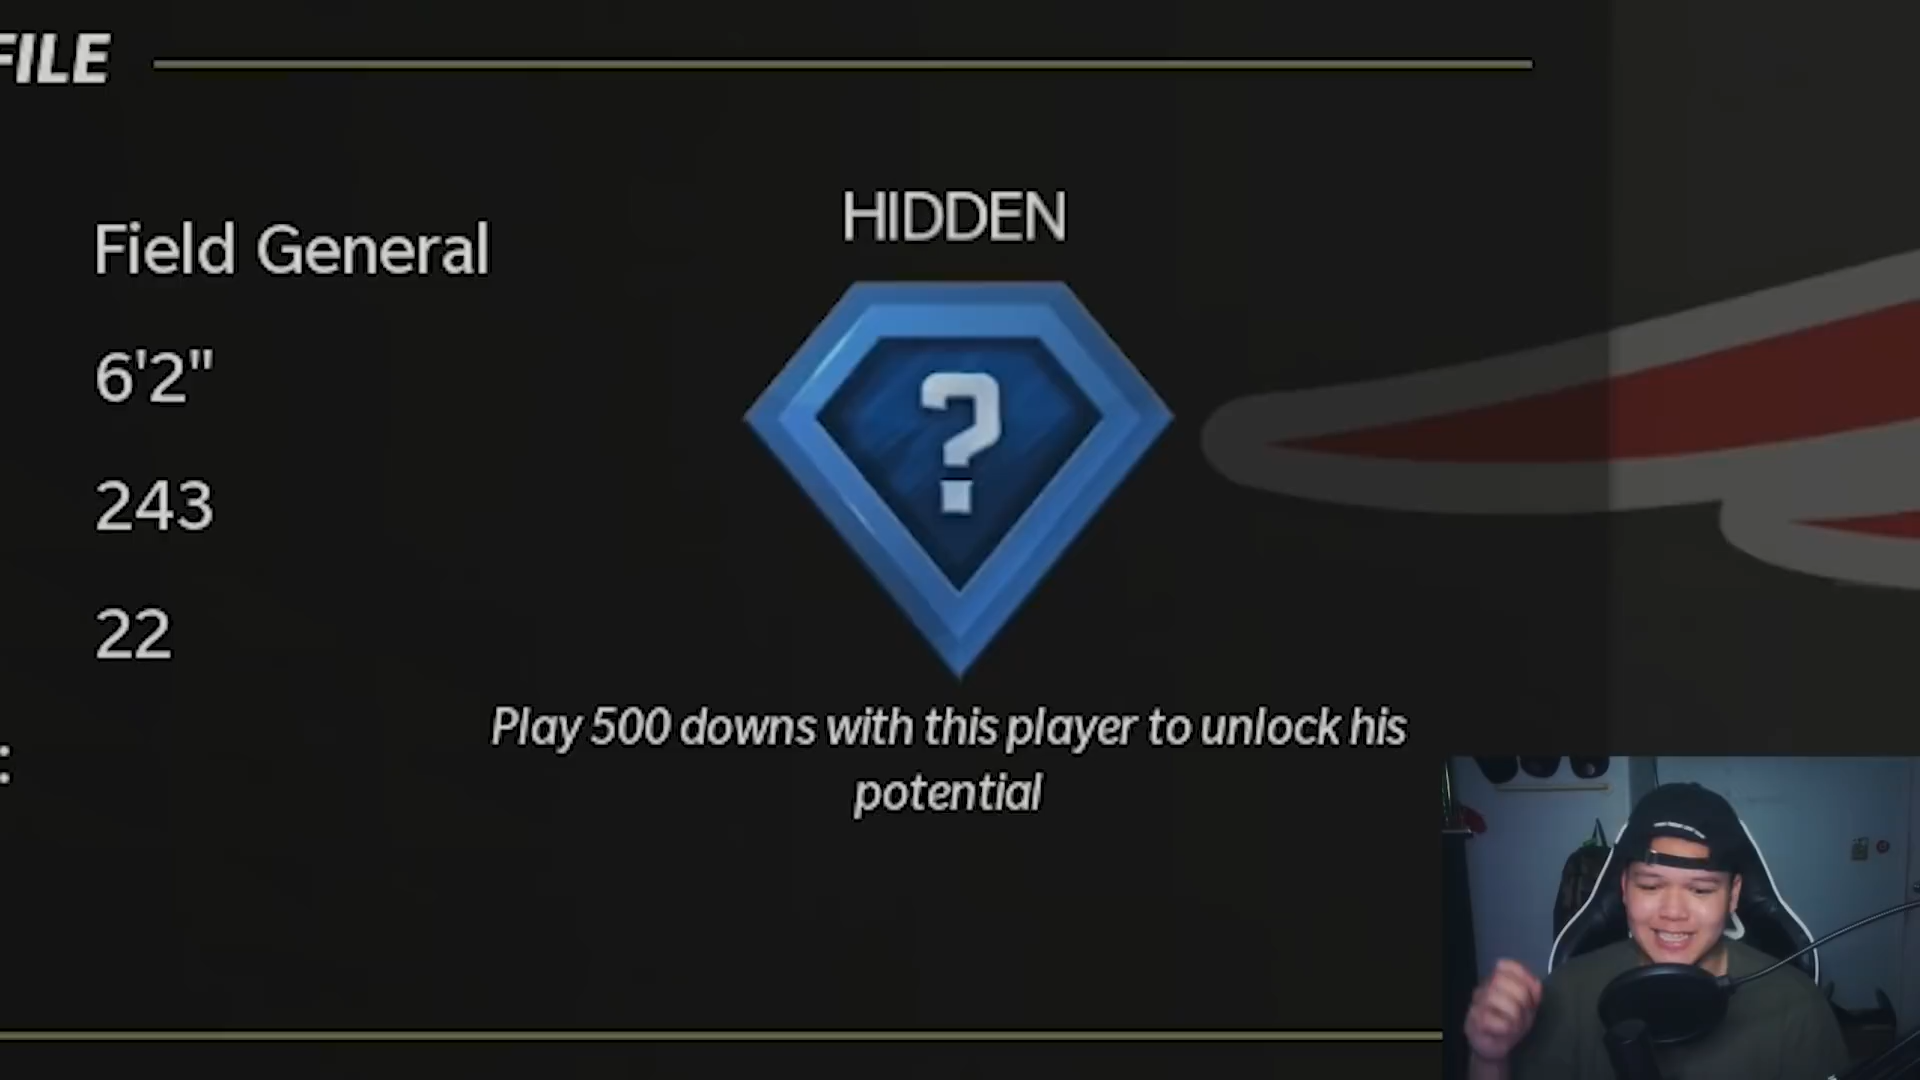 FILE
HIDDEN
Field General
6'2"
243
22
:
?
Play 500 downs with this player to unlock his
potential